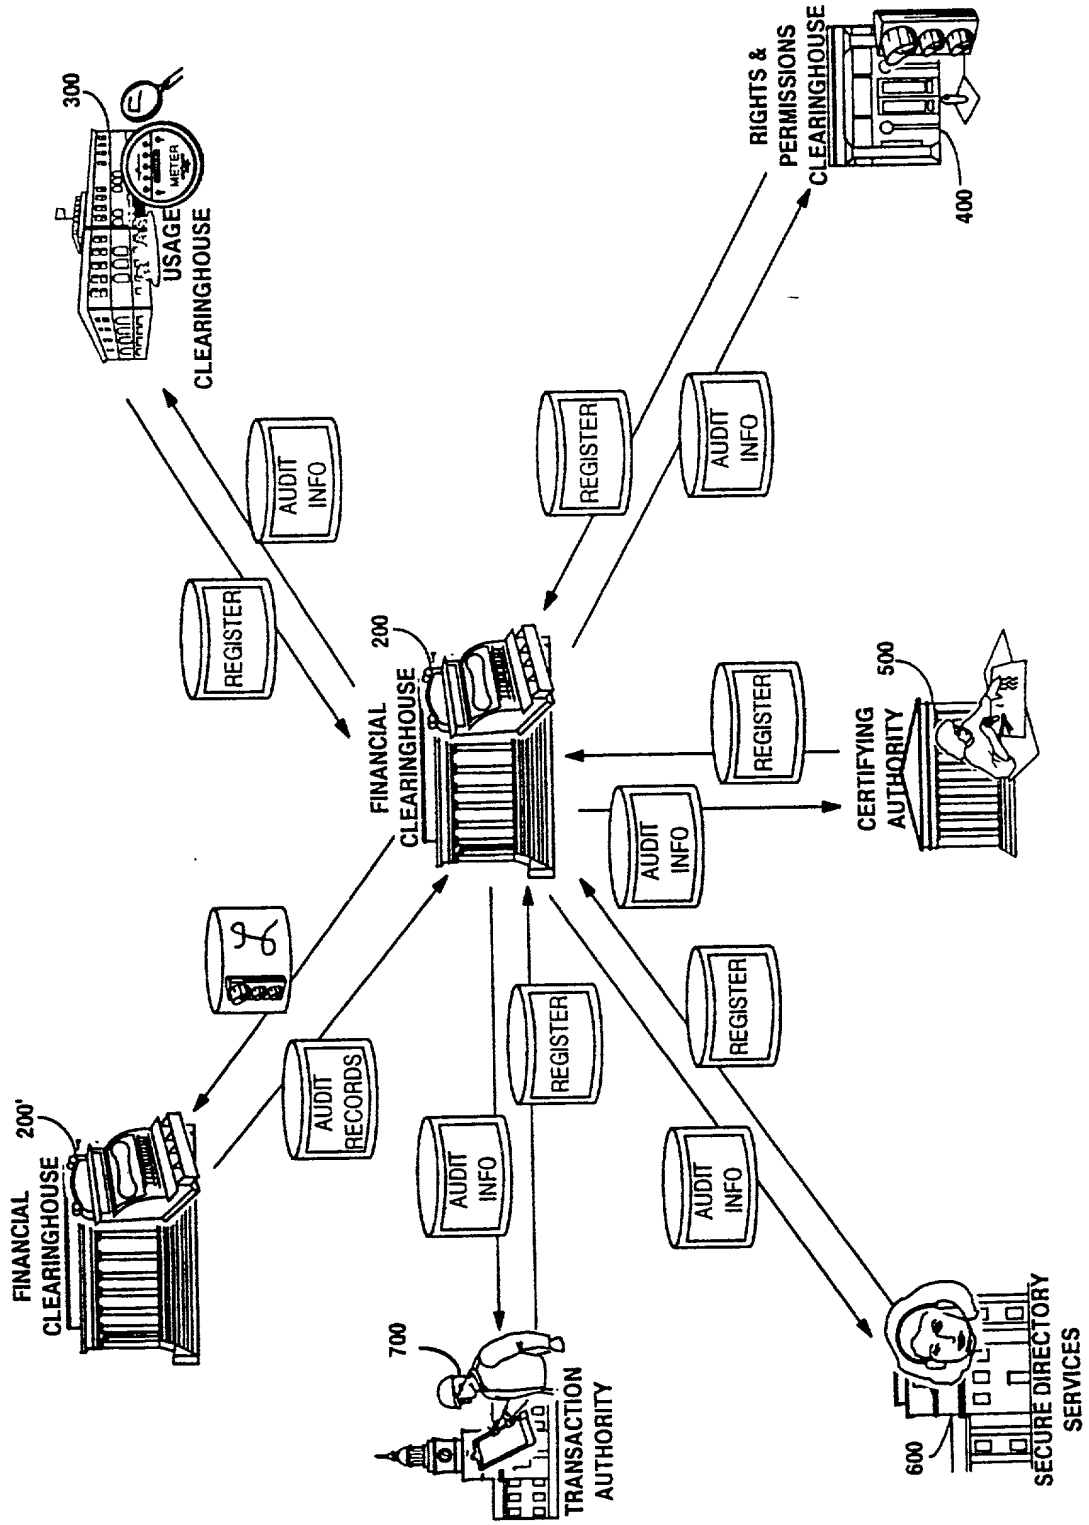 FINANCIAL
CLEARINGHOUSE
200'
AUDIT
RECORDS
FINANCIAL
CLEARINGHOUSE
200
REGISTER
AUDIT
INFO
300
METER
USAGE
CLEARINGHOUSE
TRANSACTION
AUTHORITY
700
AUDIT
INFO
REGISTER
REGISTER
AUDIT
INFO
RIGHTS &
PERMISSIONS
CLEARINGHOUSE
400
AUDIT
INFO
REGISTER
SECURE DIRECTORY
SERVICES
600
AUDIT
INFO
REGISTER
CERTIFYING
AUTHORITY
500